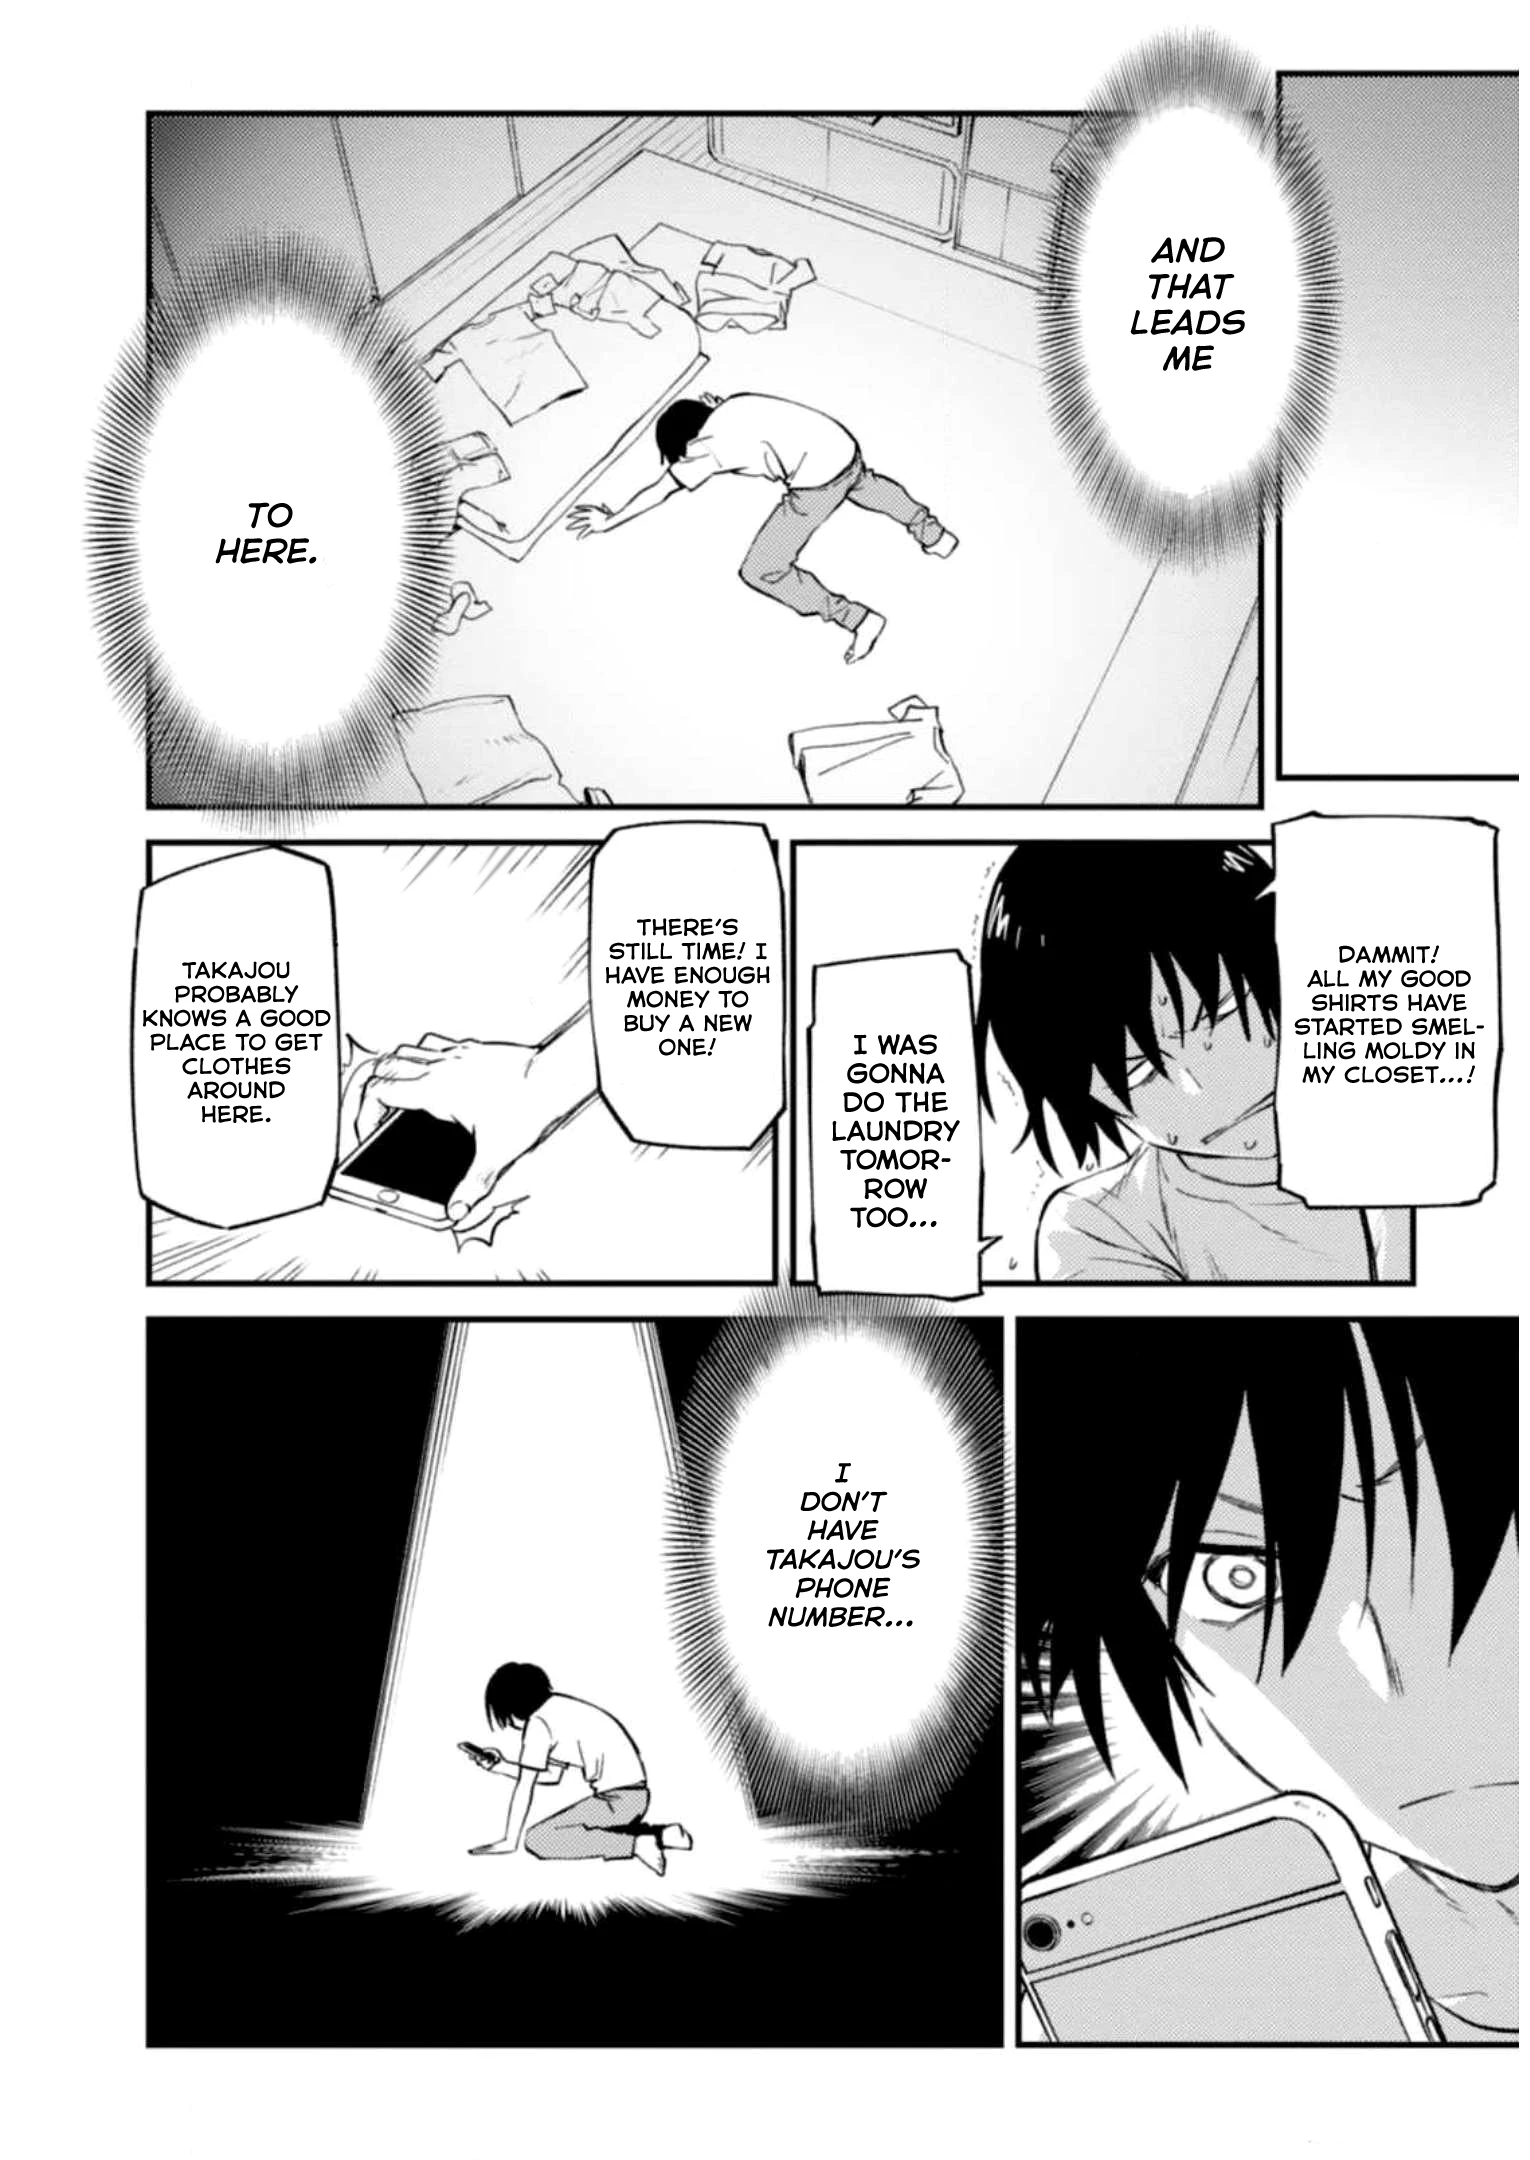 AND
THAT
LEADS
ME
TO
HERE.
DAMMIT!
ALL MY GOOD
SHIRTS HAVE
STARTED SMEL-
LING MOLDY IN
MY CLOSET...!
I WAS
GONNA
DO THE
LAUNDRY
TOMOR-
ROW
TOO...
THERE'S
STILL TIME! I
HAVE ENOUGH
MONEY TO
BUY A NEW
ONE!
TAKAJOU
PROBABLY
KNOWS A GOOD
PLACE TO GET
CLOTHES
AROUND
HERE.
I
DON'T
HAVE
TAKAJOU'S
PHONE
NUMBER...